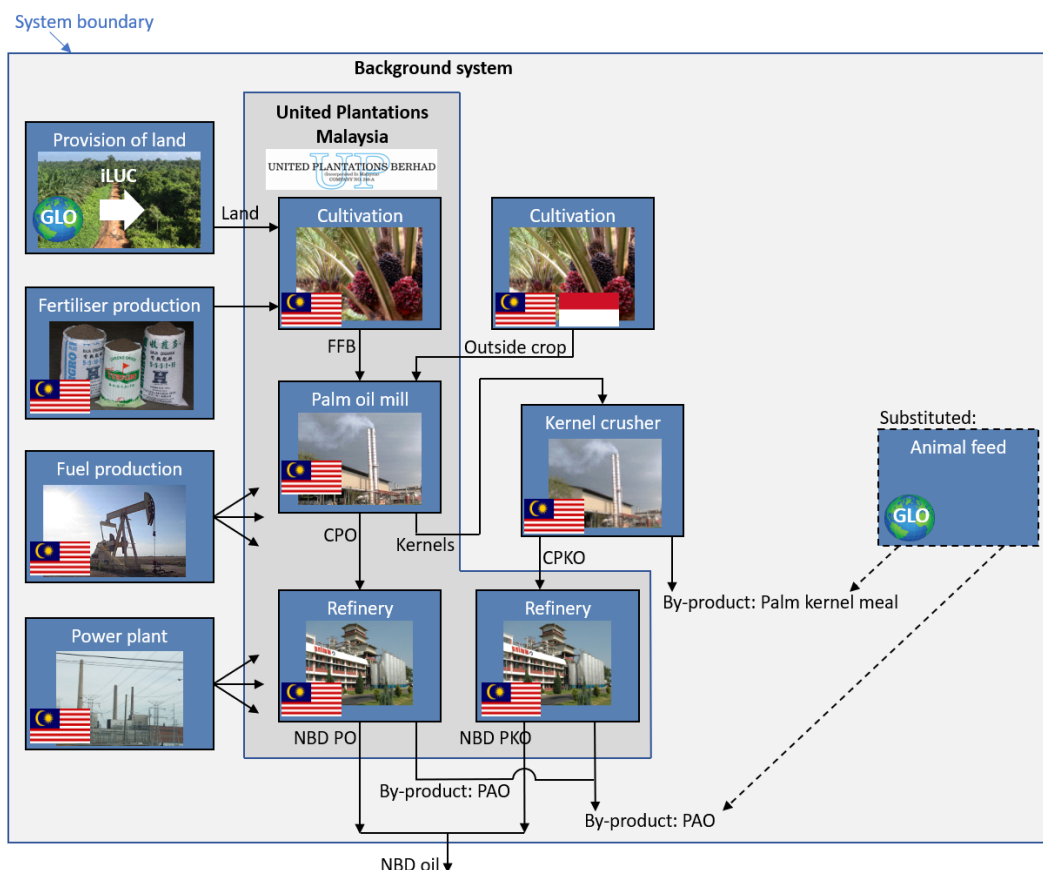 System boundary
Background system
United Plantations
Malaysia
UP
UNITED PLANTATIONS BERHAD
Provision of land
iLUC
GLO
Land
Cultivation
Cultivation
Fertiliser production
FFB
Outside crop
Palm oil mill
Kernel crusher
Substituted:
Animal feed
GLO
Fuel production
CPO
Kernels
CPKO
By-product: Palm kernel meal
Power plant
Refinery
Refinery
NBD PO
NBD PKO
By-product: PAO
By-product: PAO
NBD oil